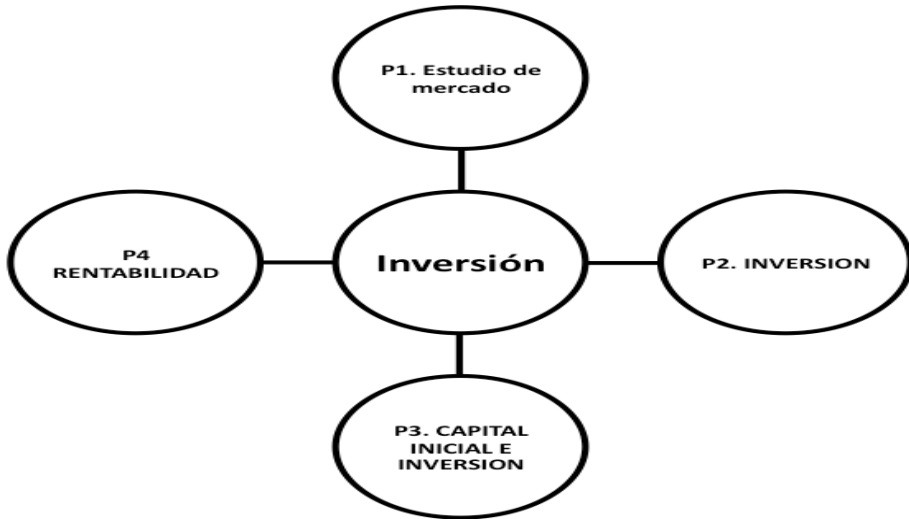 P1. Estudio de
mercado
P4
RENTABILIDAD
Inversión
P2. INVERSION
P3. CAPITAL
INICIAL E
INVERSION